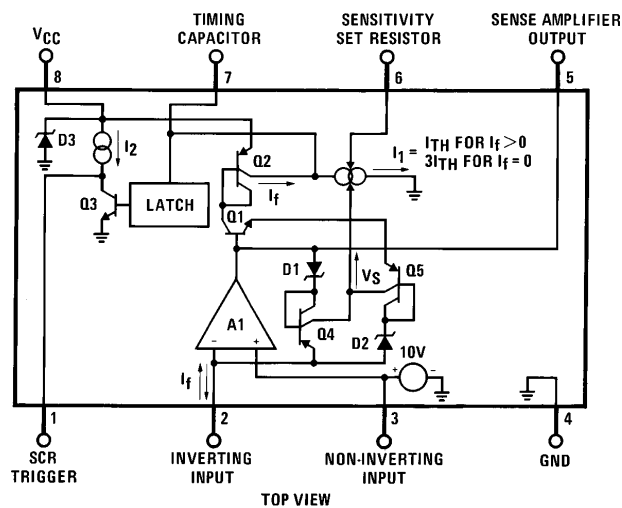 VCC
TIMING
CAPACITOR
SENSITIVITY
SET RESISTOR
SENSE AMPLIFIER
OUTPUT
8
7
6
5
D3
I2
Q2
If
I1 = ITH FOR If > 0
3ITH FOR If = 0
Q3
LATCH
Q1
D1
VS
Q5
A1
Q4
D2
10V
- +
+ -
If
1
2
3
4
SCR
TRIGGER
INVERTING
INPUT
NON-INVERTING
INPUT
GND
TOP VIEW